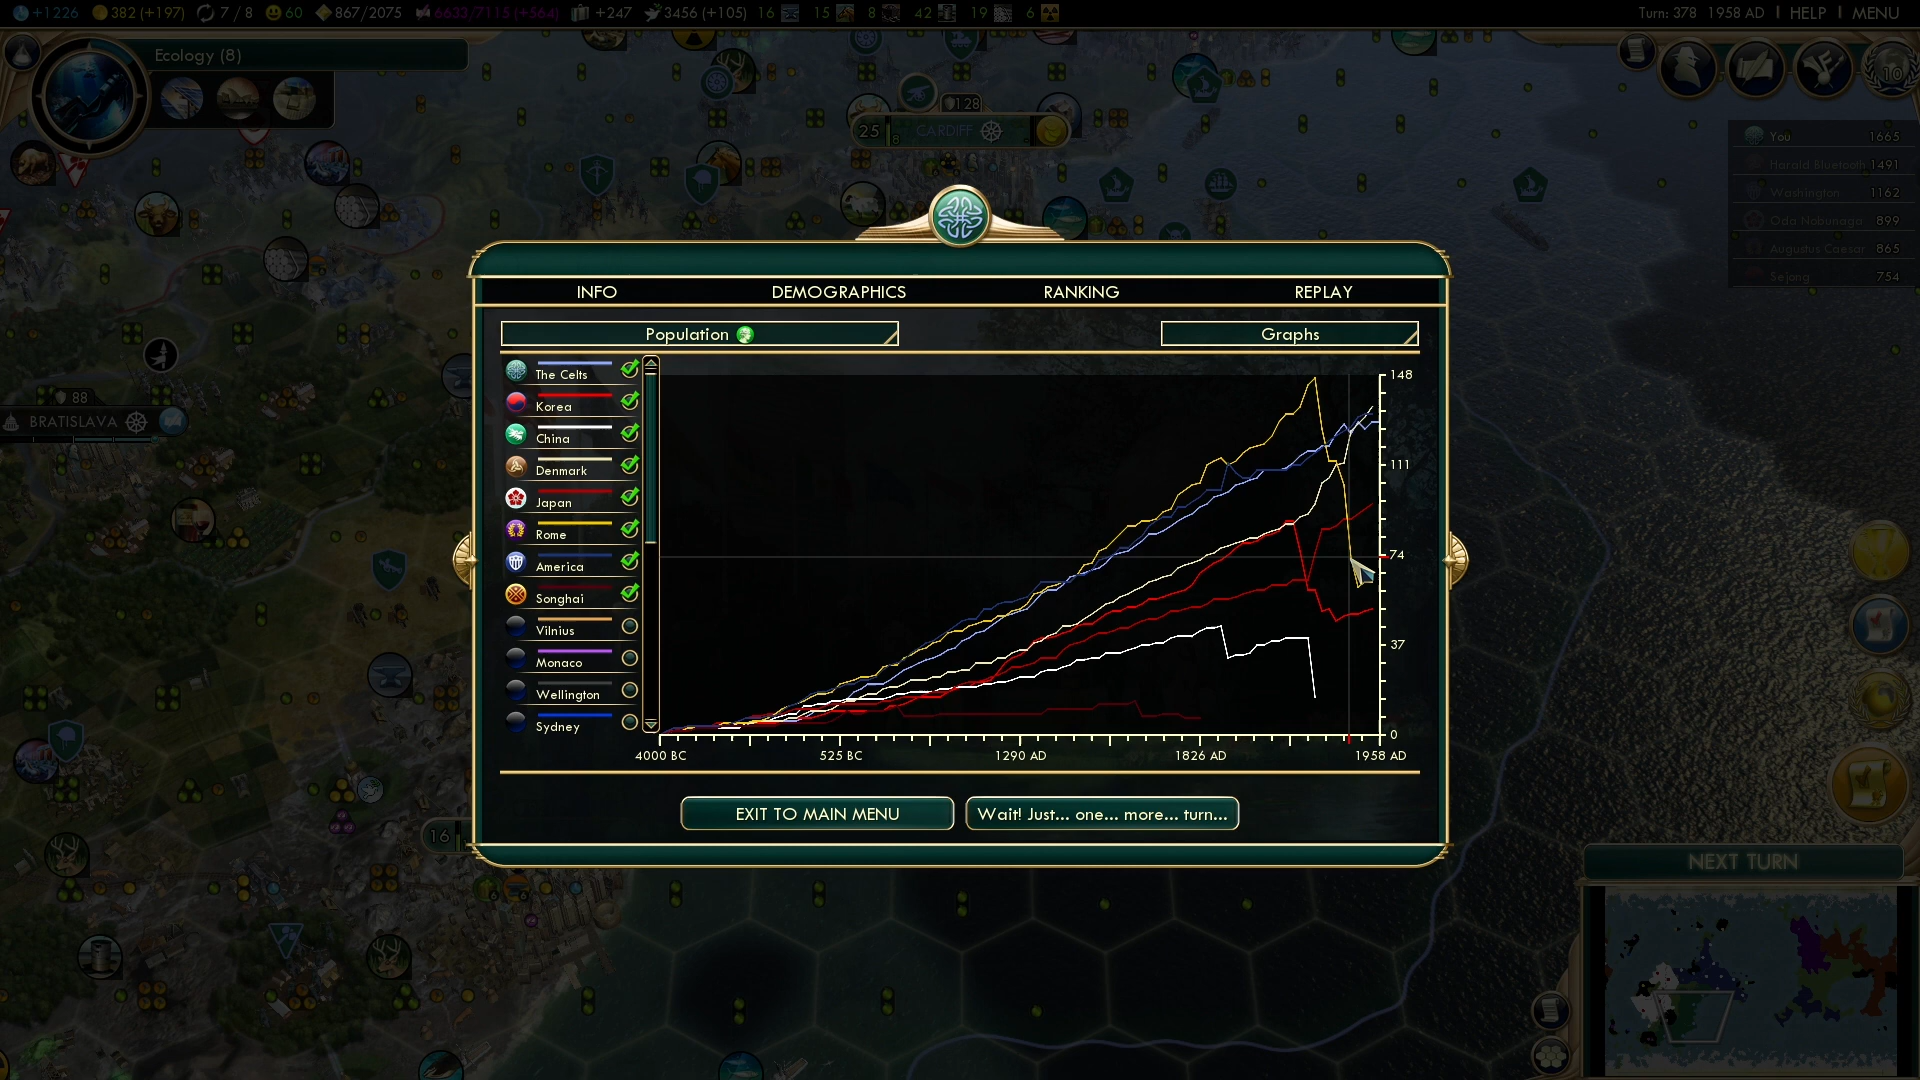 +1226 382 (+197) 7 / 8 60 867/2075 6633/7115 (+564) +247 3456 (+105) 16 15 8 42 19 6 Turn: 378 1958 AD | HELP | MENU
Ecology (8)
10
128
25 8 CARDIFF
You 1665
Harald Bluetooth 1491
Washington 1162
Oda Nobunaga 899
Augustus Caesar 865
Sejong 754
INFO DEMOGRAPHICS RANKING REPLAY
Population Graphs
The Celts
Korea
China
Denmark
Japan
Rome
America
Songhai
Vilnius
Monaco
Wellington
Sydney
148
111
74
37
0
4000 BC 525 BC 1290 AD 1826 AD 1958 AD
88
BRATISLAVA
16
6 6
EXIT TO MAIN MENU Wait! Just... one... more... turn...
NEXT TURN